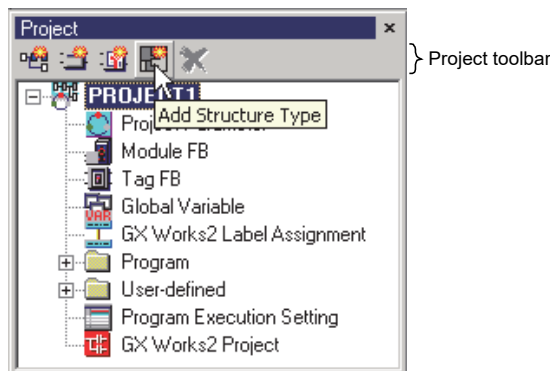 Project
Project toolbar
PROJECT1
Add Structure Type
Module FB
Tag FB
Global Variable
GX Works2 Label Assignment
Program
User-defined
Program Execution Setting
GX Works2 Project